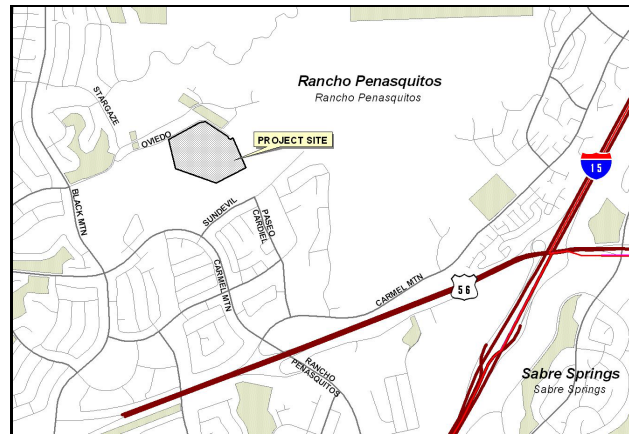 Rancho Penasquitos
Rancho Penasquitos
STARGAZE
OVIEDO
PROJECT SITE
15
BLACK MTN
SUNDEVIL
PASEO
CARDIEL
CARMEL MTN
CARMEL MTN
56
RANCHO
PENASQUITOS
Sabre Springs
Sabre Springs